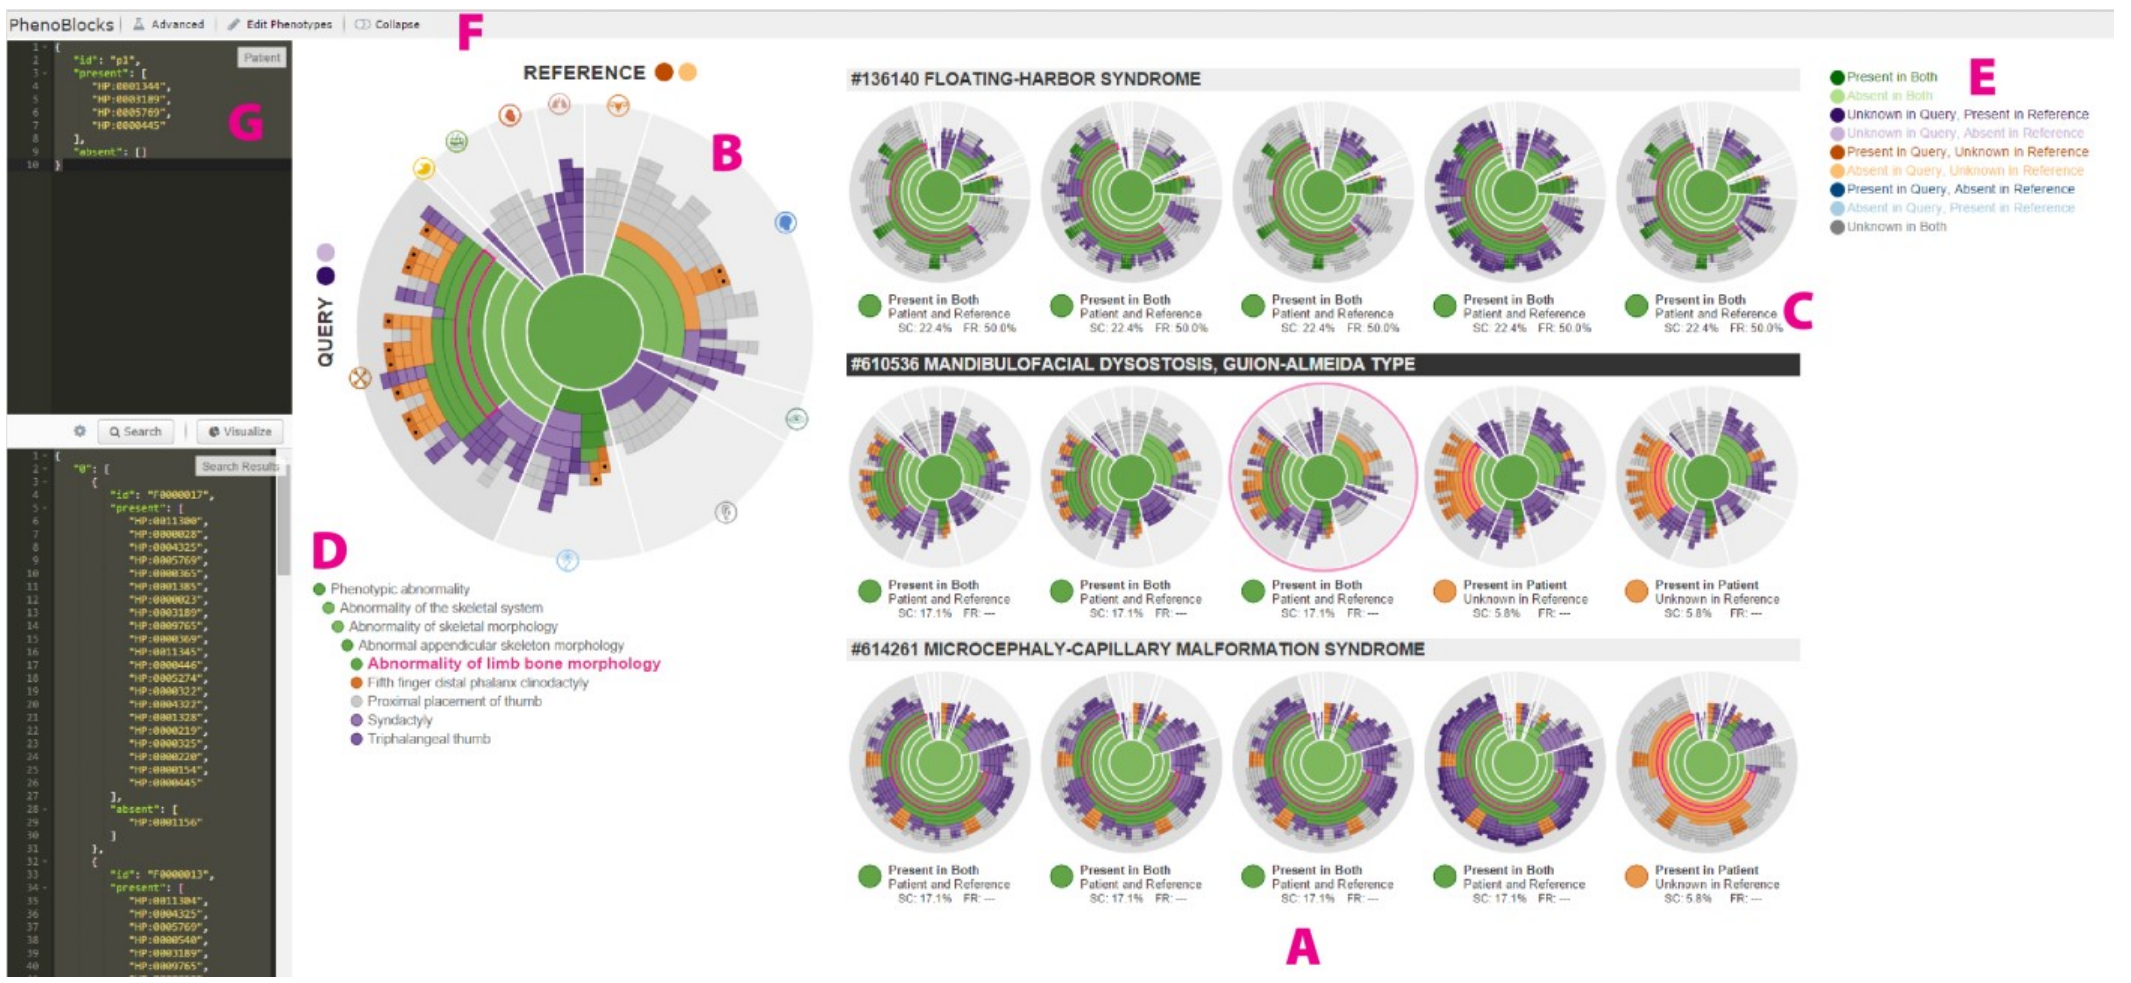 PhenoBlocks Advanced Edit Phenotypes Collapse
F
Patient
1 {
2 "id": "p1",
3 "present": [
4 "HP:0001344",
5 "HP:0003189",
6 "HP:0005769",
7 "HP:0000445"
8 ],
9 "absent": []
10 }
G
Search Visualize
Search Results
1 {
2 "0": [
3 {
4 "id": "F0000017",
5 "present": [
6 "HP:0011300",
7 "HP:0000028",
8 "HP:0004325",
9 "HP:0005769",
10 "HP:0000365",
11 "HP:0001385",
12 "HP:0000023",
13 "HP:0003189",
14 "HP:0009765",
15 "HP:0000369",
16 "HP:0011345",
17 "HP:0000446",
18 "HP:0005274",
19 "HP:0000322",
20 "HP:0004322",
21 "HP:0001328",
22 "HP:0000219",
23 "HP:0000325",
24 "HP:0000220",
25 "HP:0000154",
26 "HP:0000445"
27 ],
28 "absent": [
29 "HP:0001156"
30 ]
31 },
32 {
33 "id": "F0000013",
34 "present": [
35 "HP:0011304",
36 "HP:0004325",
37 "HP:0005769",
38 "HP:0000540",
39 "HP:0003189",
40 "HP:0009765",
REFERENCE
B
QUERY
D
Phenotypic abnormality
Abnormality of the skeletal system
Abnormality of skeletal morphology
Abnormal appendicular skeleton morphology
Abnormality of limb bone morphology
Fifth finger distal phalanx clinodactyly
Proximal placement of thumb
Syndactyly
Triphalangeal thumb
#136140 FLOATING-HARBOR SYNDROME
Present in Both Present in Both Present in Both Present in Both Present in Both
Patient and Reference Patient and Reference Patient and Reference Patient and Reference Patient and Reference
SC: 22.4% FR: 50.0% SC: 22.4% FR: 50.0% SC: 22.4% FR: 50.0% SC: 22.4% FR: 50.0% SC: 22.4% FR: 50.0%
C
#610536 MANDIBULOFACIAL DYSOSTOSIS, GUION-ALMEIDA TYPE
Present in Both Present in Both Present in Both Present in Patient Present in Patient
Patient and Reference Patient and Reference Patient and Reference Unknown in Reference Unknown in Reference
SC: 17.1% FR: --- SC: 17.1% FR: --- SC: 17.1% FR: --- SC: 5.8% FR: --- SC: 5.8% FR: ---
#614261 MICROCEPHALY-CAPILLARY MALFORMATION SYNDROME
Present in Both Present in Both Present in Both Present in Both Present in Patient
Patient and Reference Patient and Reference Patient and Reference Patient and Reference Unknown in Reference
SC: 17.1% FR: --- SC: 17.1% FR: --- SC: 17.1% FR: --- SC: 17.1% FR: --- SC: 5.8% FR: ---
A
E
Present in Both
Absent in Both
Unknown in Query, Present in Reference
Unknown in Query, Absent in Reference
Present in Query, Unknown in Reference
Absent in Query, Unknown in Reference
Present in Query, Absent in Reference
Absent in Query, Present in Reference
Unknown in Both